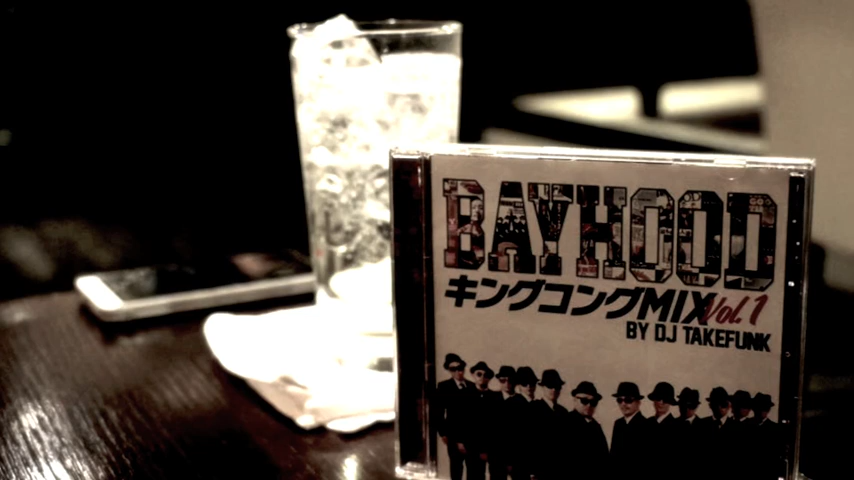 BAYHOOD
キングコングMIX Vol.1
BY DJ TAKEFUNK